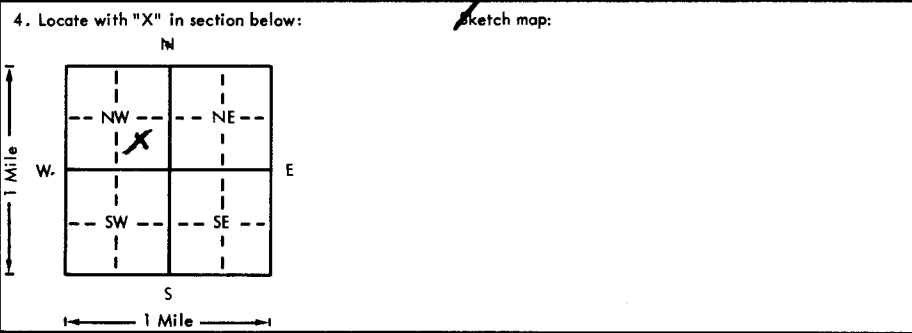 4. Locate with "X" in section below:
Sketch map:
N
NW
NE
X
1 Mile
W.
E
SW
SE
S
1 Mile